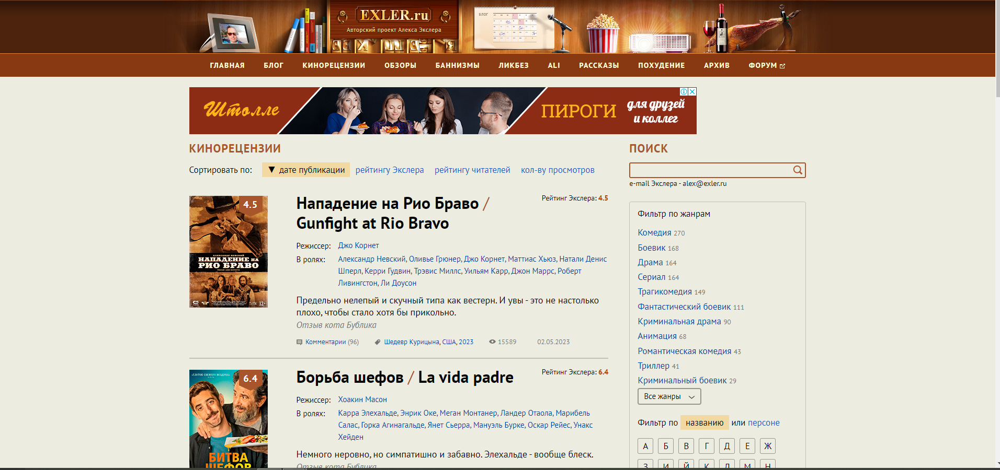 EXLER.ru
Авторский проект Алекса Экслера
БЛОГ
ГЛАВНАЯ БЛОГ КИНОРЕЦЕНЗИИ ОБЗОРЫ БАННИЗМЫ ЛИКБЕЗ ALI РАССКАЗЫ ПОХУДЕНИЕ АРХИВ ФОРУМ
Штолле
ПИРОГИ
для друзей
и коллег
КИНОРЕЦЕНЗИИ
Сортировать по: ▼ дате публикации рейтингу Экслера рейтингу читателей кол-ву просмотров
4.5
АЛЕКСАНДР НЕВСКИЙ
НАПАДЕНИЕ НА
РИО БРАВО
12+
Нападение на Рио Браво /
Gunfight at Rio Bravo
Рейтинг Экслера: 4.5
Режиссер: Джо Корнет
В ролях: Александр Невский, Оливье Грюнер, Джо Корнет, Маттиас Хьюз, Натали Денис
Шперл, Керри Гудвин, Трэвис Миллс, Уильям Карр, Джон Маррс, Роберт
Ливингстон, Ли Доусон
Предельно нелепый и скучный типа как вестерн. И увы - это не настолько
плохо, чтобы стало хотя бы прикольно.
Отзыв кота Бублика
Комментарии (96) Шедевр Курицына, США, 2023 15589 02.05.2023
«ГЛОТОК СВЕЖЕГО ВОЗДУХА»
6.4
БИТВА
ШЕФОВ
Борьба шефов / La vida padre
Рейтинг Экслера: 6.4
Режиссер: Хоакин Масон
В ролях: Карра Элехальде, Энрик Оке, Меган Монтанер, Ландер Отаола, Марибель
Салас, Горка Агинагальде, Янет Сьерра, Мануэль Бурке, Оскар Рейес, Унакс
Хейден
Немного неровно, но симпатишно и забавно. Элехальде - вообще блеск.
Отзыв кота Бублика
ПОИСК
e-mail Экслера - alex@exler.ru
Фильтр по жанрам
Комедия 270
Боевик 168
Драма 164
Сериал 164
Трагикомедия 149
Фантастический боевик 111
Криминальная драма 90
Анимация 68
Романтическая комедия 43
Триллер 41
Криминальный боевик 29
Все жанры
Фильтр по названию или персоне
А Б В Г Д Е Ж
З И Й К Л М Н